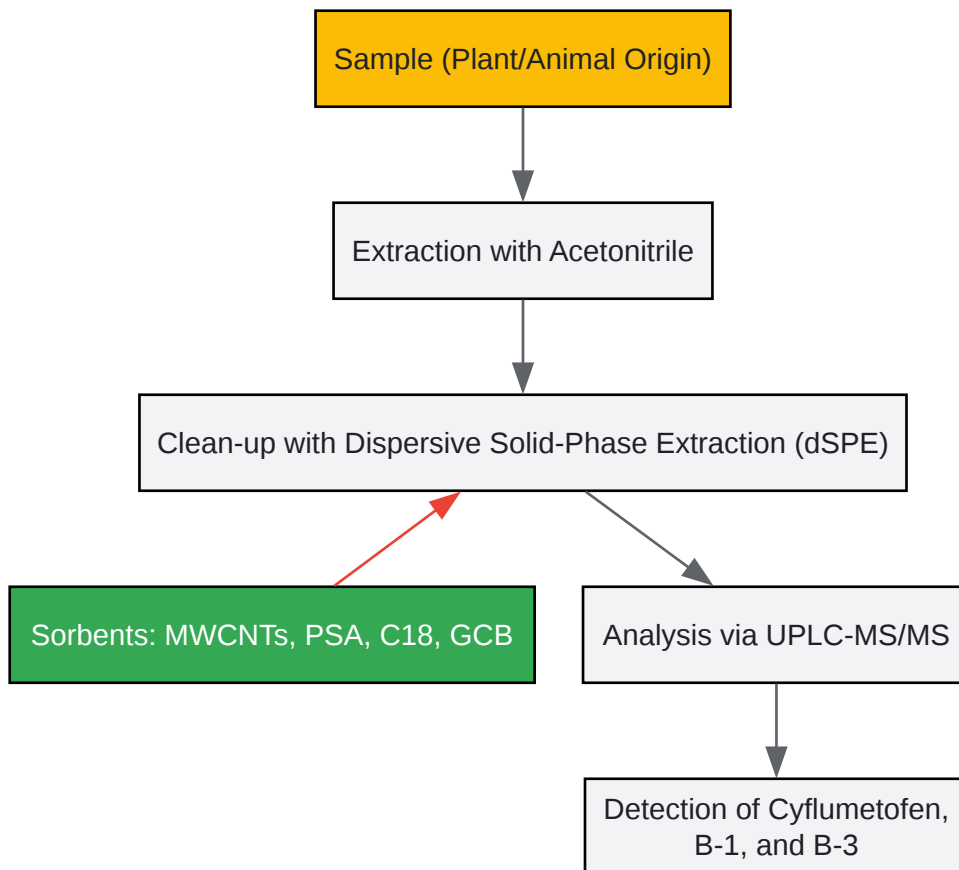 Sample (Plant/Animal Origin)
Extraction with Acetonitrile
Clean-up with Dispersive Solid-Phase Extraction (dSPE)
Sorbents: MWCNTs, PSA, C18, GCB
Analysis via UPLC-MS/MS
Detection of Cyflumetofen,
B-1, and B-3